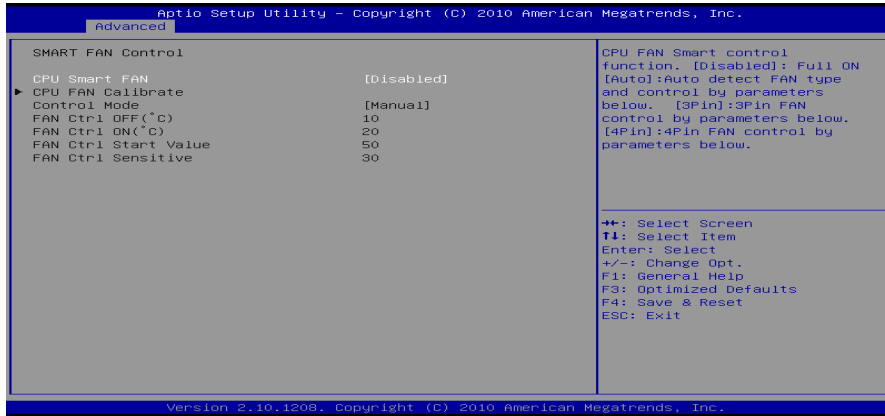 Aptio Setup Utility – Copyright (C) 2010 American Megatrends, Inc.
Advanced
SMART FAN Control
CPU Smart FAN [Disabled]
► CPU FAN Calibrate
Control Mode [Manual]
FAN Ctrl OFF(°C) 10
FAN Ctrl ON(°C) 20
FAN Ctrl Start Value 50
FAN Ctrl Sensitive 30
CPU FAN Smart control
function. [Disabled]: Full ON
[Auto]:Auto detect FAN type
and control by parameters
below. [3Pin]:3Pin FAN
control by parameters below.
[4Pin]:4Pin FAN control by
parameters below.
→←: Select Screen
↑↓: Select Item
Enter: Select
+/-: Change Opt.
F1: General Help
F3: Optimized Defaults
F4: Save & Reset
ESC: Exit
Version 2.10.1208. Copyright (C) 2010 American Megatrends, Inc.